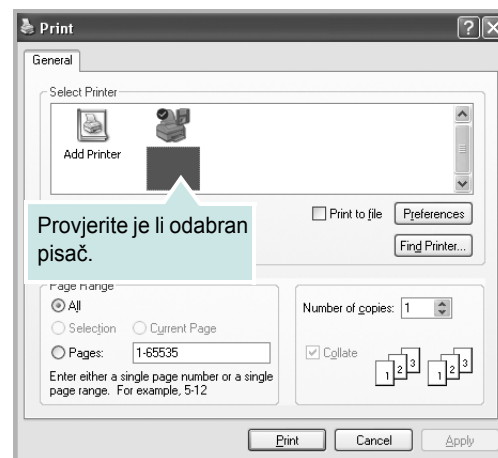 Print
General
Select Printer
Add Printer
Provjerite je li odabran
pisač.
Print to file
Preferences
Find Printer...
Page Range
All
Selection
Current Page
Pages:
1-65535
Enter either a single page number or a single
page range. For example, 5-12
Number of copies:
1
Collate
1 2 3
1 2 3
Print
Cancel
Apply